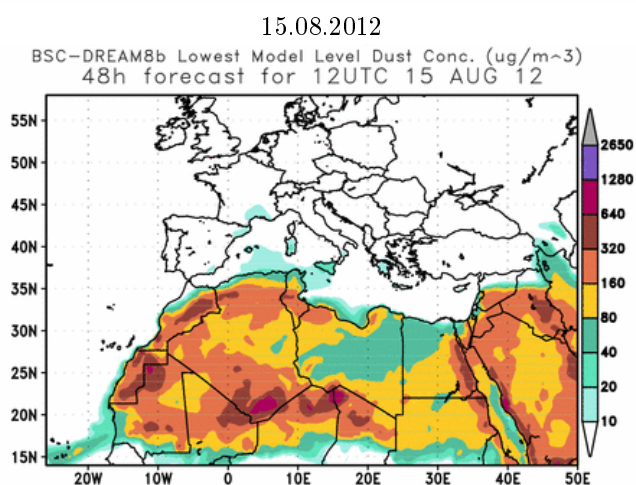 15.08.2012
BSC-DREAM8b Lowest Model Level Dust Conc. (ug/m^3)
48h forecast for 12UTC 15 AUG 12
55N
50N
45N
40N
35N
30N
25N
20N
15N
2650
1280
640
320
160
80
40
20
10
20W 10W 0 10E 20E 30E 40E 50E